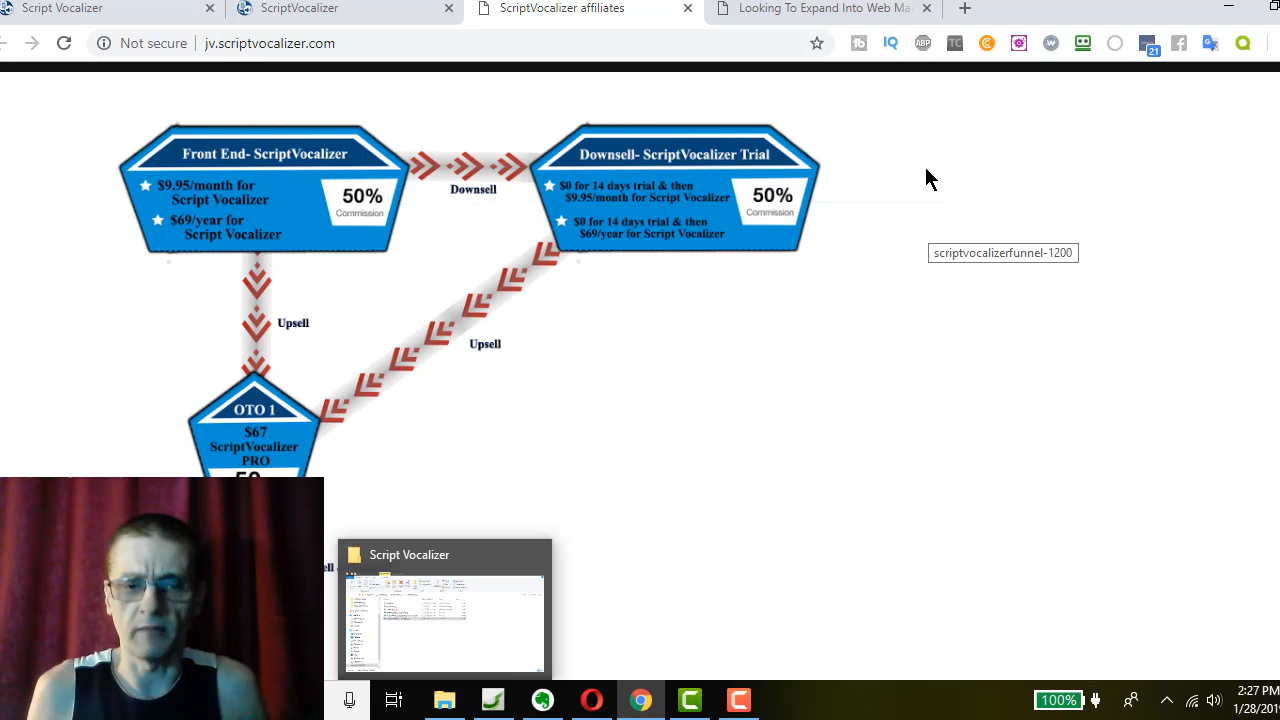 Script Vocalizer
ScriptVocalizer
ScriptVocalizer affiliates
Looking To Expand Into Web Ma
Not secure
jv.scriptvocalizer.com
21
Front End- ScriptVocalizer
$9.95/month for
Script Vocalizer
$69/year for
Script Vocalizer
50%
Commission
Downsell
Downsell- ScriptVocalizer Trial
$0 for 14 days trial & then
$9.95/month for Script Vocalizer
$0 for 14 days trial & then
$69/year for Script Vocalizer
50%
Commission
scriptvocalizerfunnel-1200
Upsell
Upsell
OTO 1
$67
ScriptVocalizer
PRO
Script Vocalizer
100%
2:27 PM
1/28/20